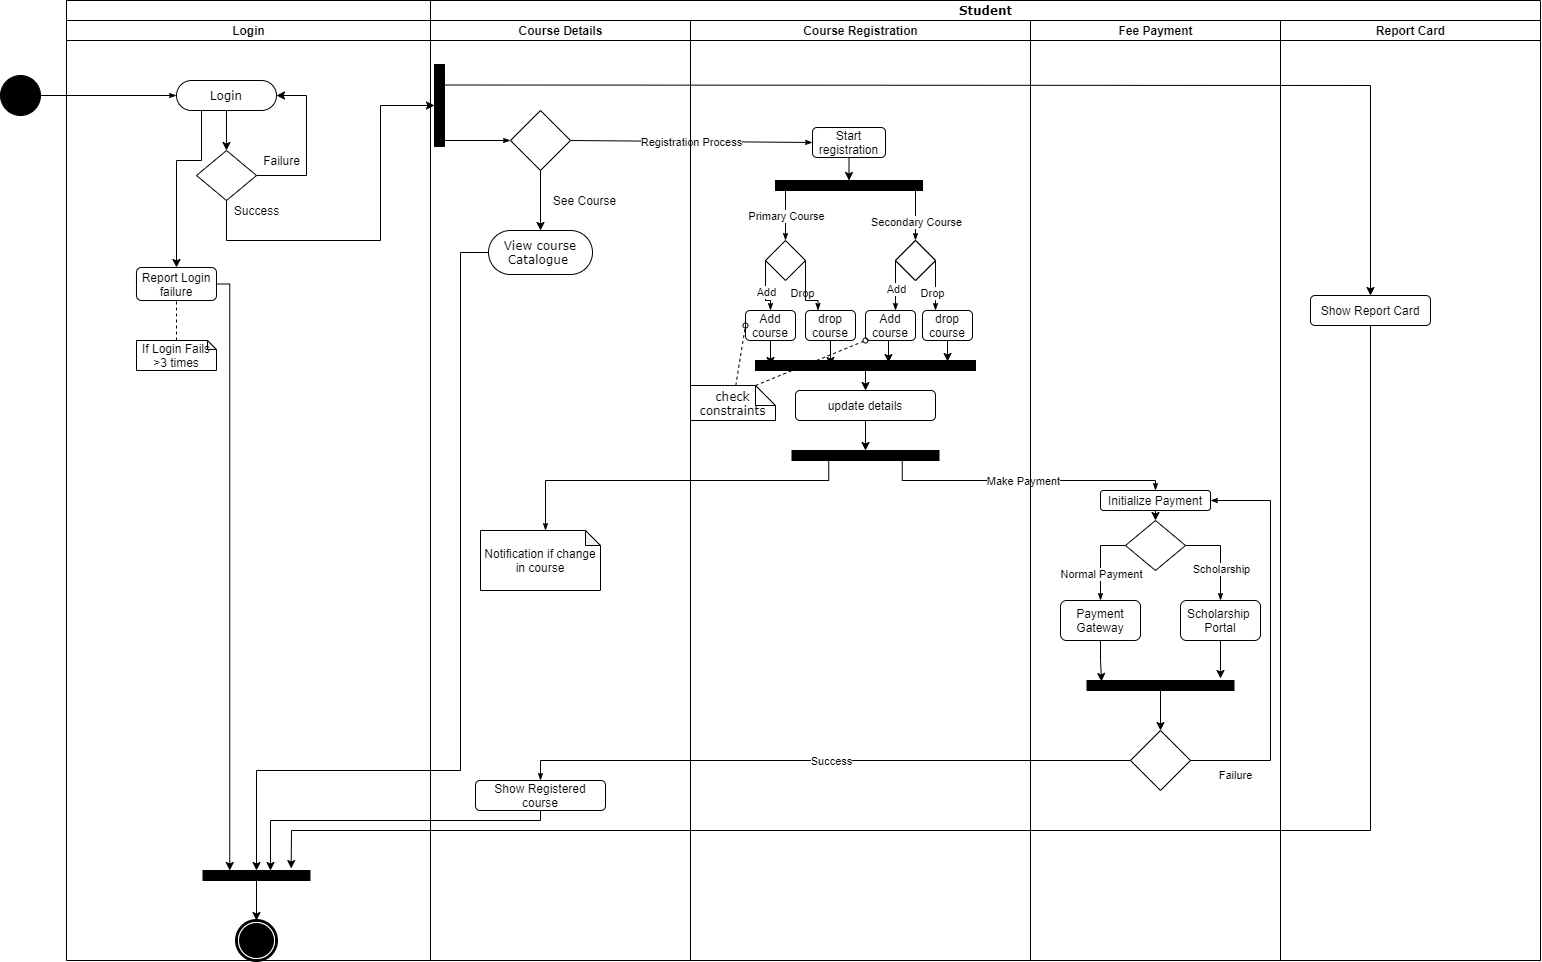 Student
Login
Course Details
Course Registration
Fee Payment
Report Card
Login
Failure
Success
Report Login
failure
If Login Fails
>3 times
Registration Process
See Course
View course
Catalogue
Start
registration
Primary Course
Secondary Course
Add
Drop
Add
Drop
Add
course
drop
course
Add
course
drop
course
check
constraints
update details
Show Report Card
Make Payment
Notification if change
in course
Initialize Payment
Normal Payment
Scholarship
Payment
Gateway
Scholarship
Portal
Success
Failure
Show Registered
course